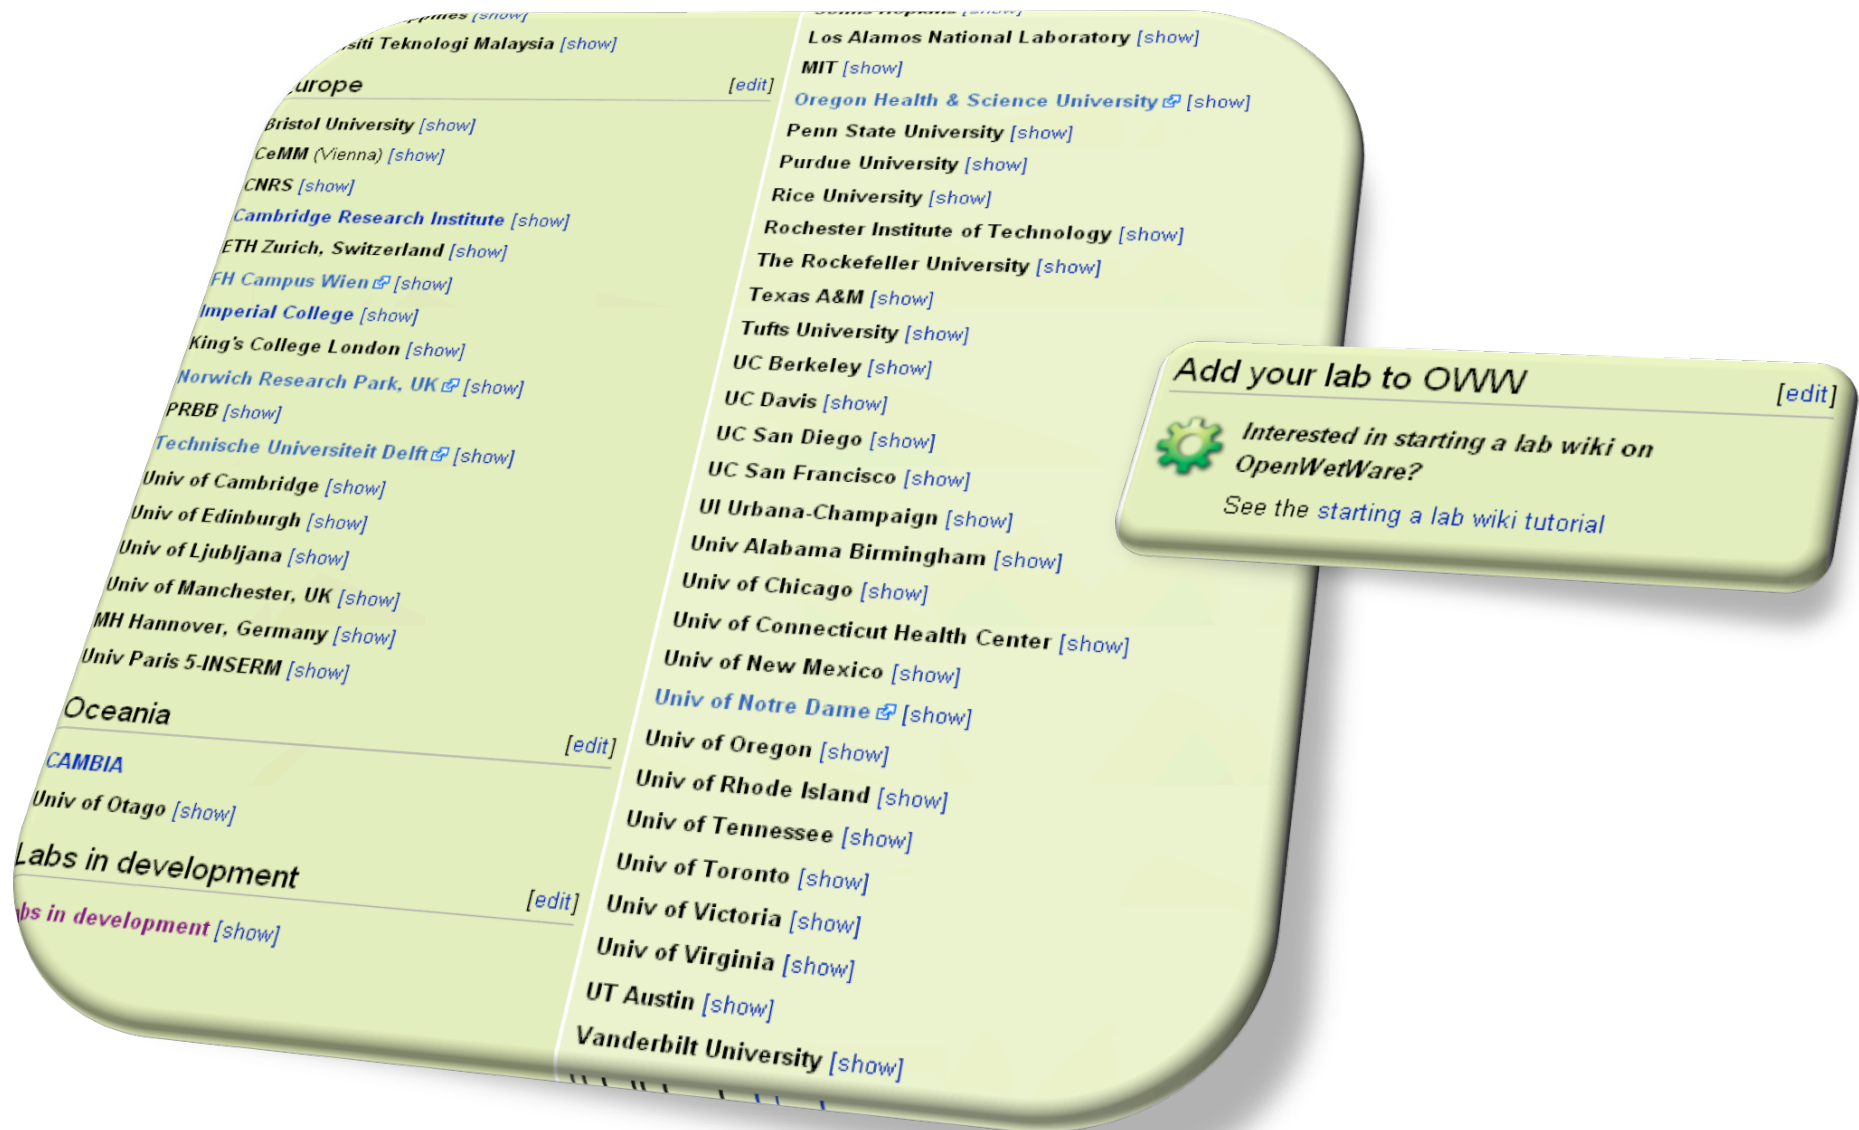 Teknologi Malaysia [show]
Europe [edit]
Bristol University [show]
CeMM (Vienna) [show]
CNRS [show]
Cambridge Research Institute [show]
ETH Zurich, Switzerland [show]
FH Campus Wien [show]
Imperial College [show]
King's College London [show]
Norwich Research Park, UK [show]
PRBB [show]
Technische Universiteit Delft [show]
Univ of Cambridge [show]
Univ of Edinburgh [show]
Univ of Ljubljana [show]
Univ of Manchester, UK [show]
MH Hannover, Germany [show]
Univ Paris 5-INSERM [show]
Oceania [edit]
CAMBIA
Univ of Otago [show]
Labs in development [edit]
in development [show]
Los Alamos National Laboratory [show]
MIT [show]
Oregon Health & Science University [show]
Penn State University [show]
Purdue University [show]
Rice University [show]
Rochester Institute of Technology [show]
The Rockefeller University [show]
Texas A&M [show]
Tufts University [show]
UC Berkeley [show]
UC Davis [show]
UC San Diego [show]
UC San Francisco [show]
UI Urbana-Champaign [show]
Univ Alabama Birmingham [show]
Univ of Chicago [show]
Univ of Connecticut Health Center [show]
Univ of New Mexico [show]
Univ of Notre Dame [show]
Univ of Oregon [show]
Univ of Rhode Island [show]
Univ of Tennessee [show]
Univ of Toronto [show]
Univ of Victoria [show]
Univ of Virginia [show]
UT Austin [show]
Vanderbilt University [show]
Add your lab to OWW [edit]
Interested in starting a lab wiki on
OpenWetWare?
See the starting a lab wiki tutorial